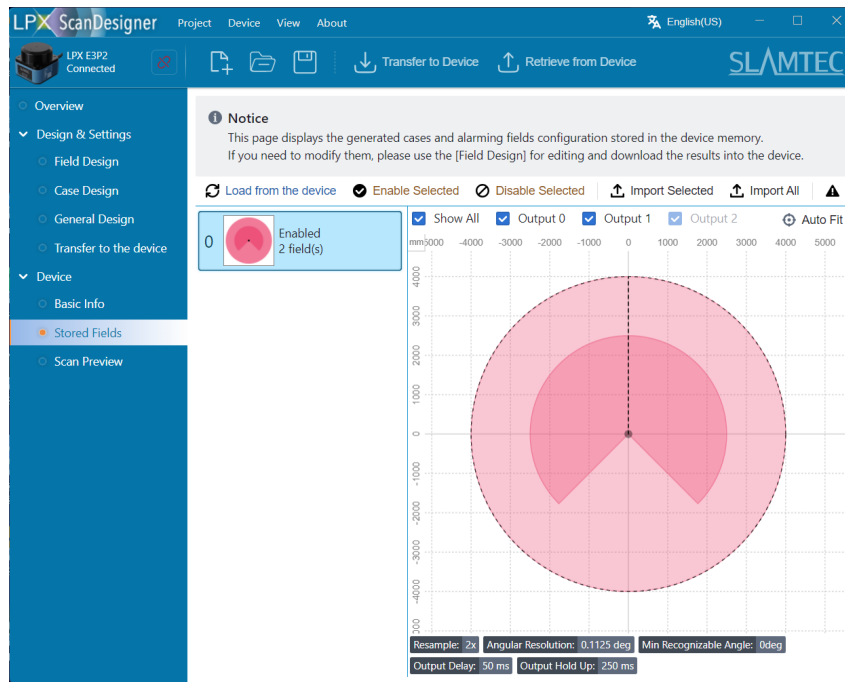 LPX ScanDesigner Project Device View About English(US)
LPX E3P2
Connected
Transfer to Device Retrieve from Device SLAMTEC
Overview
Design & Settings
Field Design
Case Design
General Design
Transfer to the device
Device
Basic Info
Stored Fields
Scan Preview
Notice
This page displays the generated cases and alarming fields configuration stored in the device memory.
If you need to modify them, please use the [Field Design] for editing and download the results into the device.
Load from the device Enable Selected Disable Selected Import Selected Import All
0 Enabled
2 field(s)
Show All Output 0 Output 1 Output 2 Auto Fit
mm 5000 -4000 -3000 -2000 -1000 0 1000 2000 3000 4000 5000
4000
3000
2000
1000
0
-1000
-2000
-3000
-4000
Resample: 2x Angular Resolution: 0.1125 deg Min Recognizable Angle: 0deg
Output Delay: 50 ms Output Hold Up: 250 ms